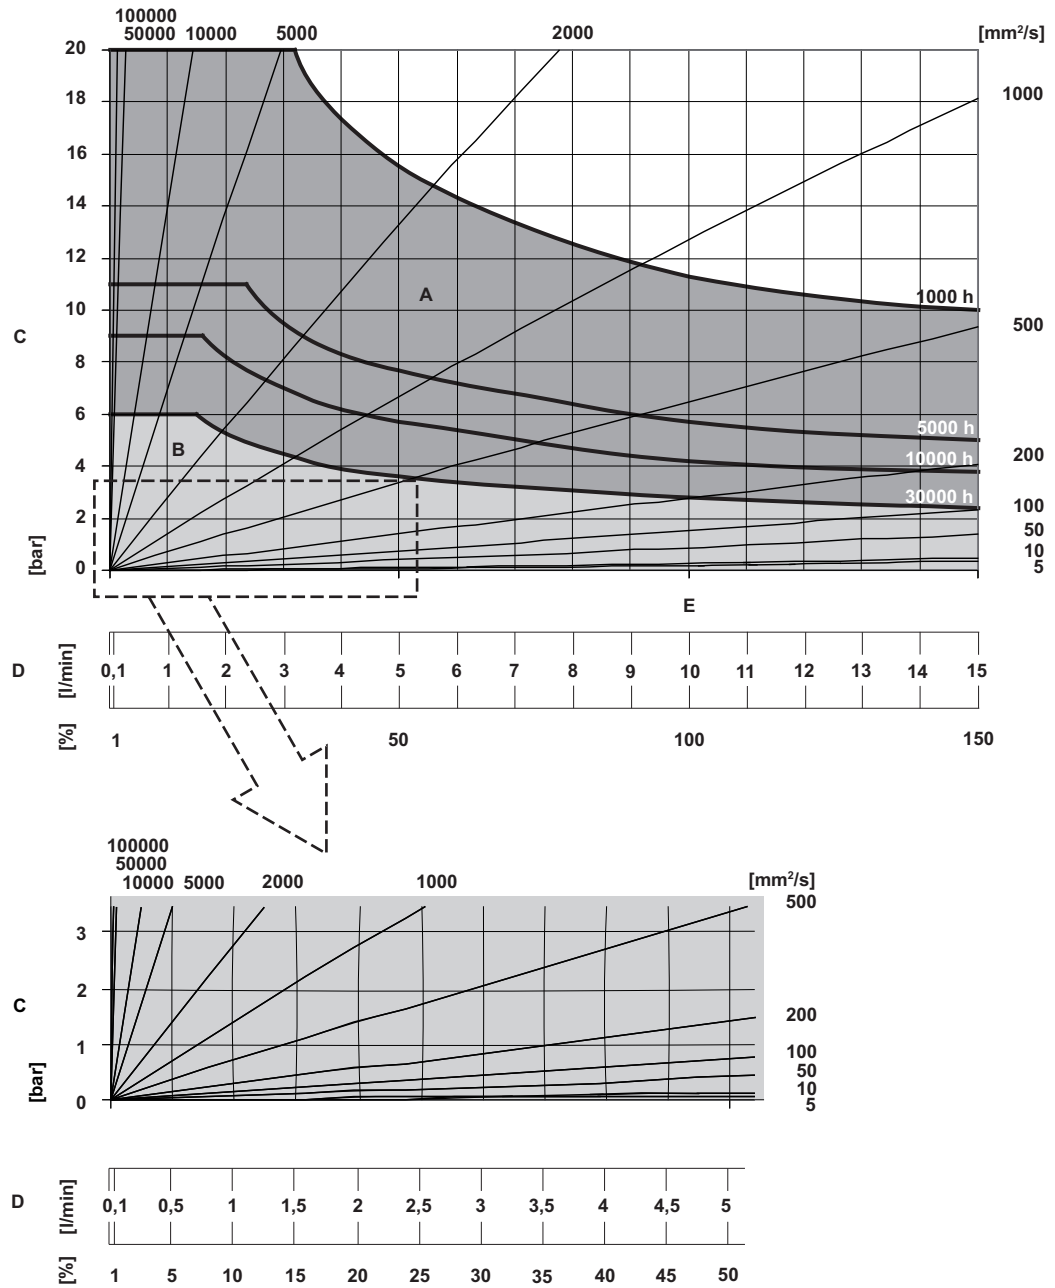 100000
50000 10000 5000 2000 [mm²/s]
20
18 1000
16
14
12
A
10 1000 h
C 500
8
6
5000 h
B 200
4 10000 h
30000 h
2 100
50
10
0 5
[bar]
E
D [l/min] 0,1 1 2 3 4 5 6 7 8 9 10 11 12 13 14 15
[%] 1 50 100 150
100000
50000
10000 5000 2000 1000 [mm²/s]
500
3
C 2
200
1 100
50
10
0 5
[bar]
D [l/min] 0,1 0,5 1 1,5 2 2,5 3 3,5 4 4,5 5
[%] 1 5 10 15 20 25 30 35 40 45 50